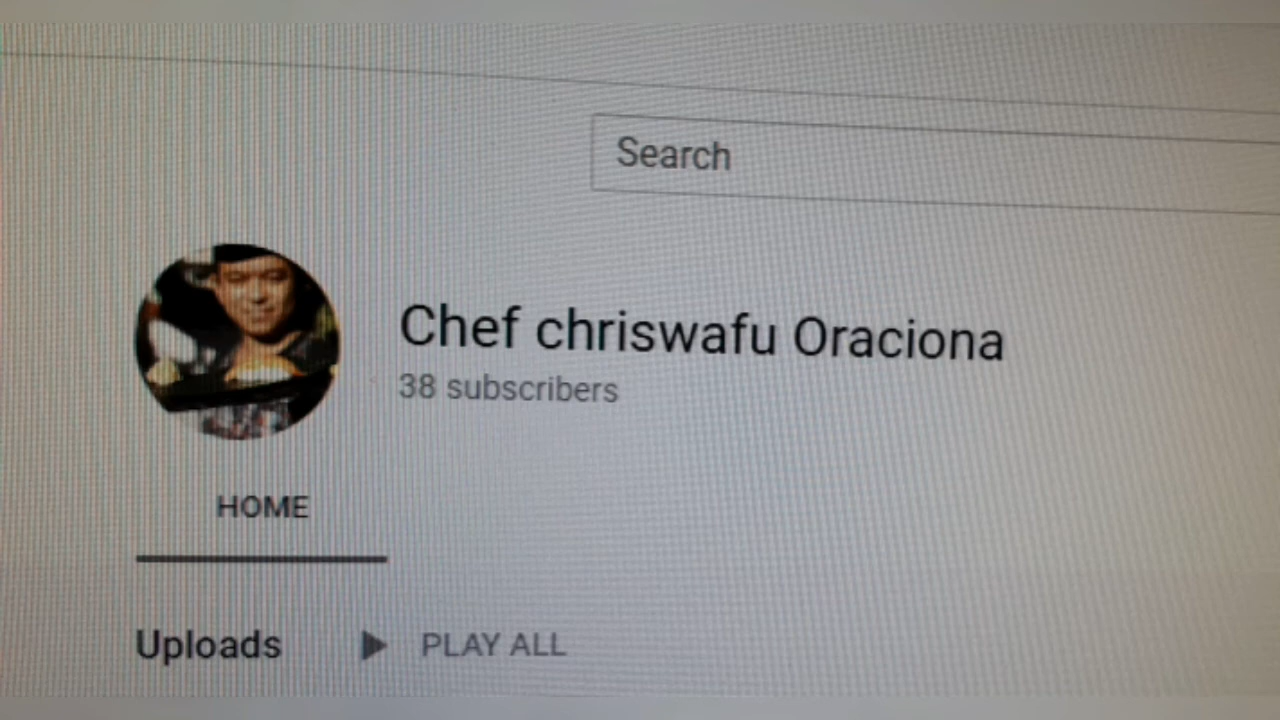 Search
Chef chriswafu Oraciona
38 subscribers
HOME
Uploads
PLAY ALL